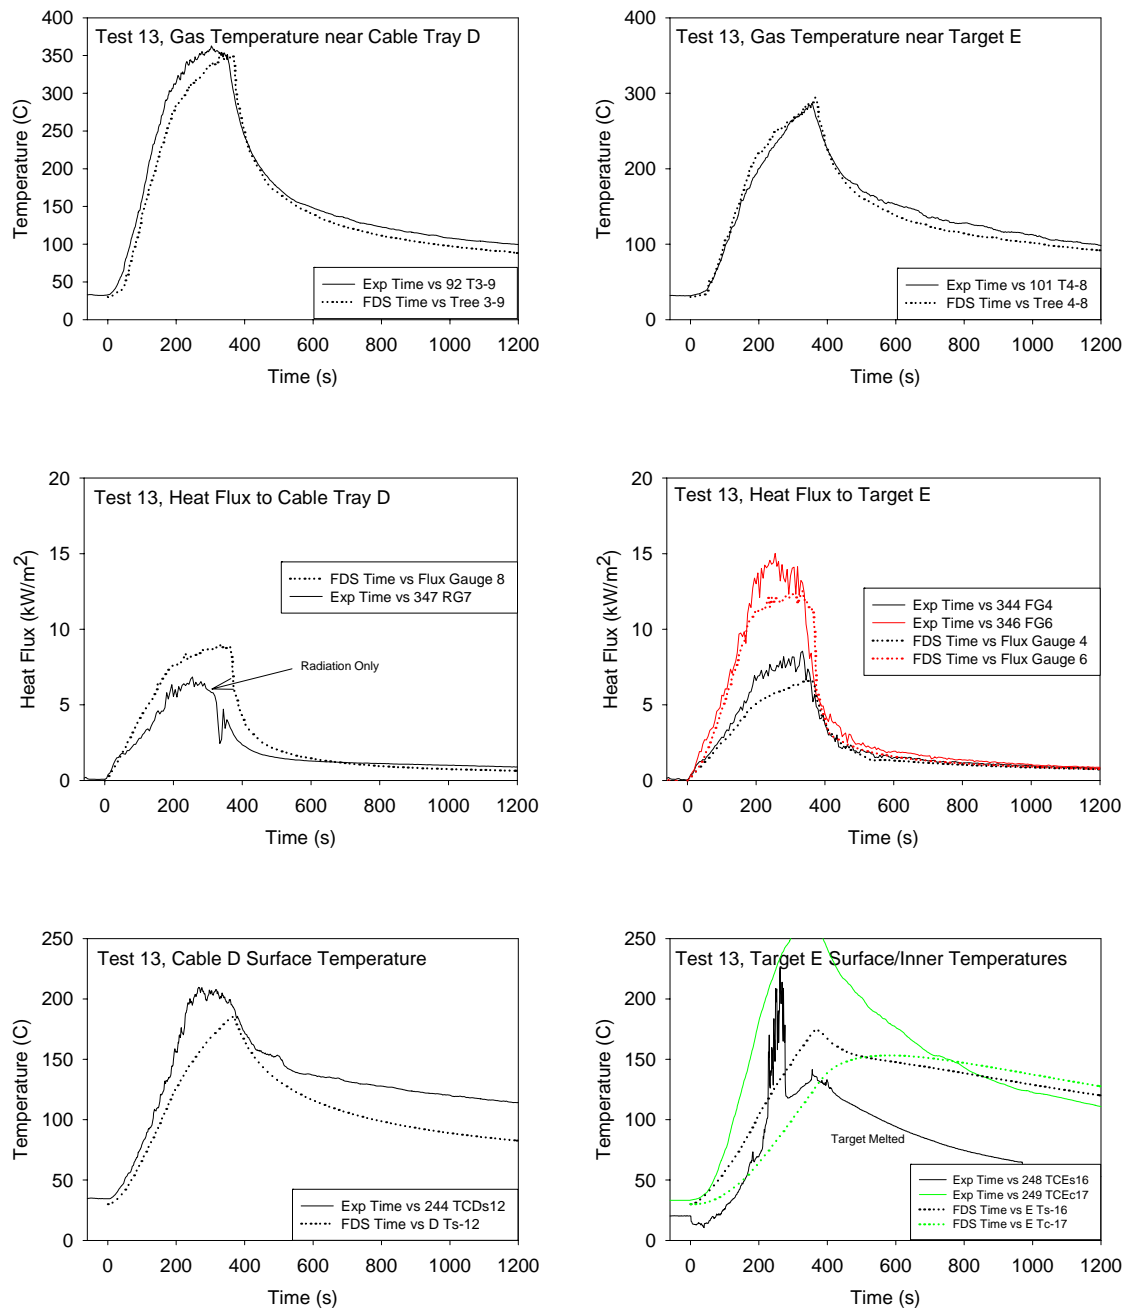 Test 13, Gas Temperature near Cable Tray D
400
350
300
250
200
150
100
50
0
Temperature (C)
Exp Time vs 92 T3-9
FDS Time vs Tree 3-9
0 200 400 600 800 1000 1200
Time (s)
Test 13, Gas Temperature near Target E
400
300
200
100
0
Temperature (C)
Exp Time vs 101 T4-8
FDS Time vs Tree 4-8
0 200 400 600 800 1000 1200
Time (s)
Test 13, Heat Flux to Cable Tray D
20
15
10
5
0
Heat Flux (kW/m²)
FDS Time vs Flux Gauge 8
Exp Time vs 347 RG7
Radiation Only
0 200 400 600 800 1000 1200
Time (s)
Test 13, Heat Flux to Target E
20
15
10
5
0
Heat Flux (kW/m²)
Exp Time vs 344 FG4
Exp Time vs 346 FG6
FDS Time vs Flux Gauge 4
FDS Time vs Flux Gauge 6
0 200 400 600 800 1000 1200
Time (s)
Test 13, Cable D Surface Temperature
250
200
150
100
50
0
Temperature (C)
Exp Time vs 244 TCDs12
FDS Time vs D Ts-12
0 200 400 600 800 1000 1200
Time (s)
Test 13, Target E Surface/Inner Temperatures
250
200
150
100
50
0
Temperature (C)
Target Melted
Exp Time vs 248 TCEs16
Exp Time vs 249 TCEc17
FDS Time vs E Ts-16
FDS Time vs E Tc-17
0 200 400 600 800 1000 1200
Time (s)